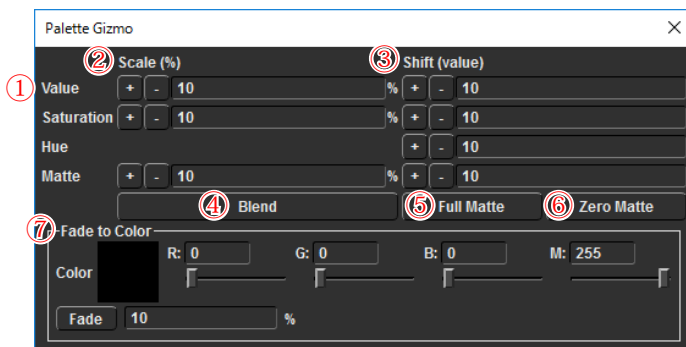 Palette Gizmo
② Scale (%) ③ Shift (value)
① Value + - 10 % + - 10
Saturation + - 10 % + - 10
Hue + - 10
Matte + - 10 % + - 10
④ Blend ⑤ Full Matte ⑥ Zero Matte
⑦ Fade to Color
Color R: 0 G: 0 B: 0 M: 255
Fade 10 %